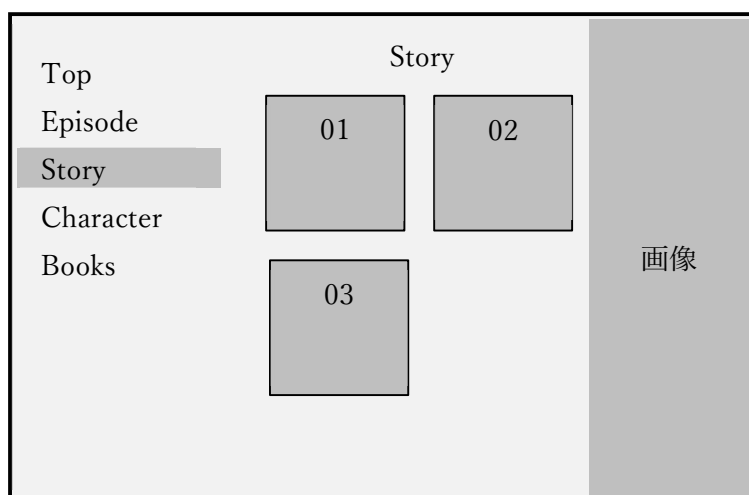 Top
Episode
Story
Character
Books
Story
01
02
03
画像